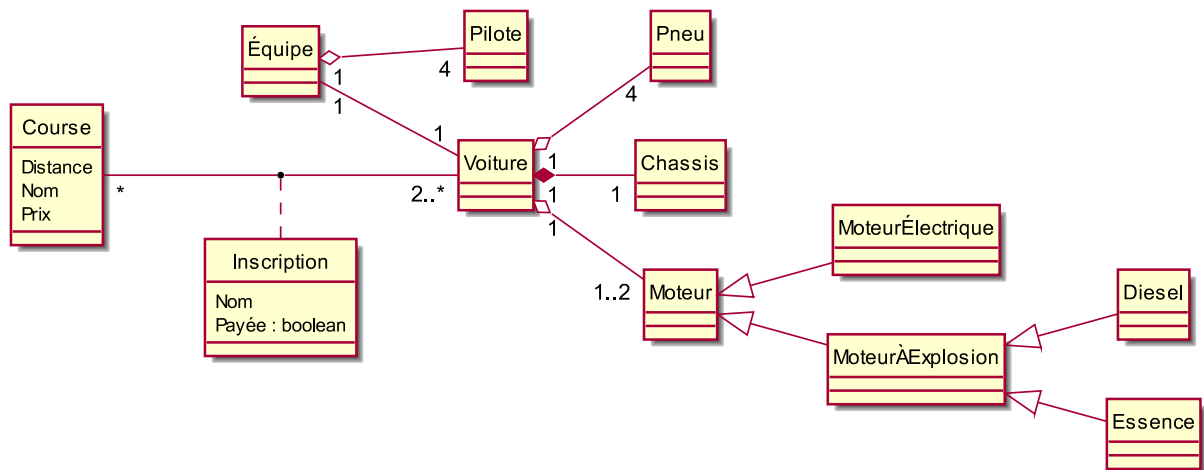 Équipe
1
1
Pilote
4
Pneu
4
Course
Distance
Nom
Prix
*
2..*
1
Voiture
1
1
1
Chassis
1
Inscription
Nom
Payée : boolean
1..2
Moteur
MoteurÉlectrique
MoteurÀExplosion
Diesel
Essence